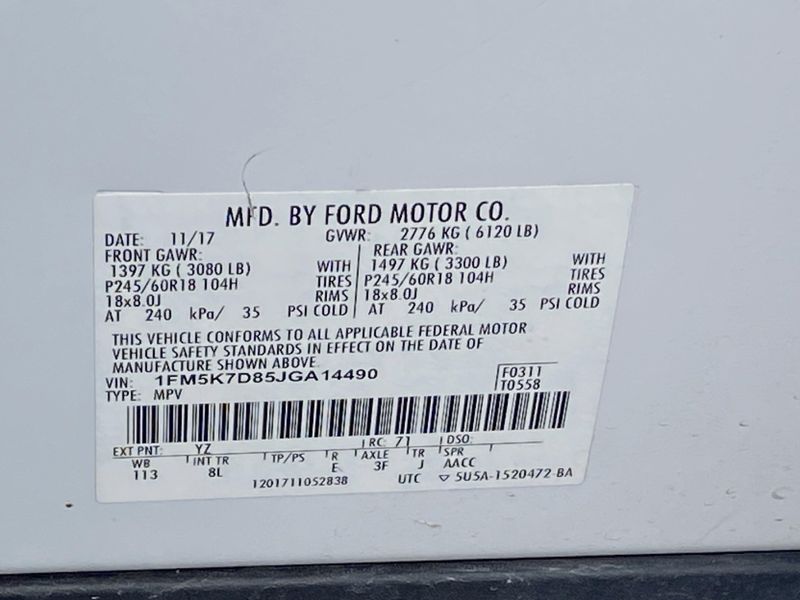 MFD. BY FORD MOTOR CO.
DATE: 11/17 GVWR: 2776 KG ( 6120 LB)
FRONT GAWR: REAR GAWR:
1397 KG ( 3080 LB) WITH 1497 KG ( 3300 LB) WITH
P245/60R18 104H TIRES P245/60R18 104H TIRES
18x8.0J RIMS 18x8.0J RIMS
AT 240 kPa/ 35 PSI COLD AT 240 kPa/ 35 PSI COLD
THIS VEHICLE CONFORMS TO ALL APPLICABLE FEDERAL MOTOR
VEHICLE SAFETY STANDARDS IN EFFECT ON THE DATE OF
MANUFACTURE SHOWN ABOVE.
VIN: 1FM5K7D85JGA14490 F0311
TYPE: MPV T0558
EXT PNT: YZ RC: 71 DSO:
WB INT TR TP/PS R AXLE TR SPR
113 8L E 3F J AACC
1201711052838 UTC ▽ 5U5A-1520472-BA